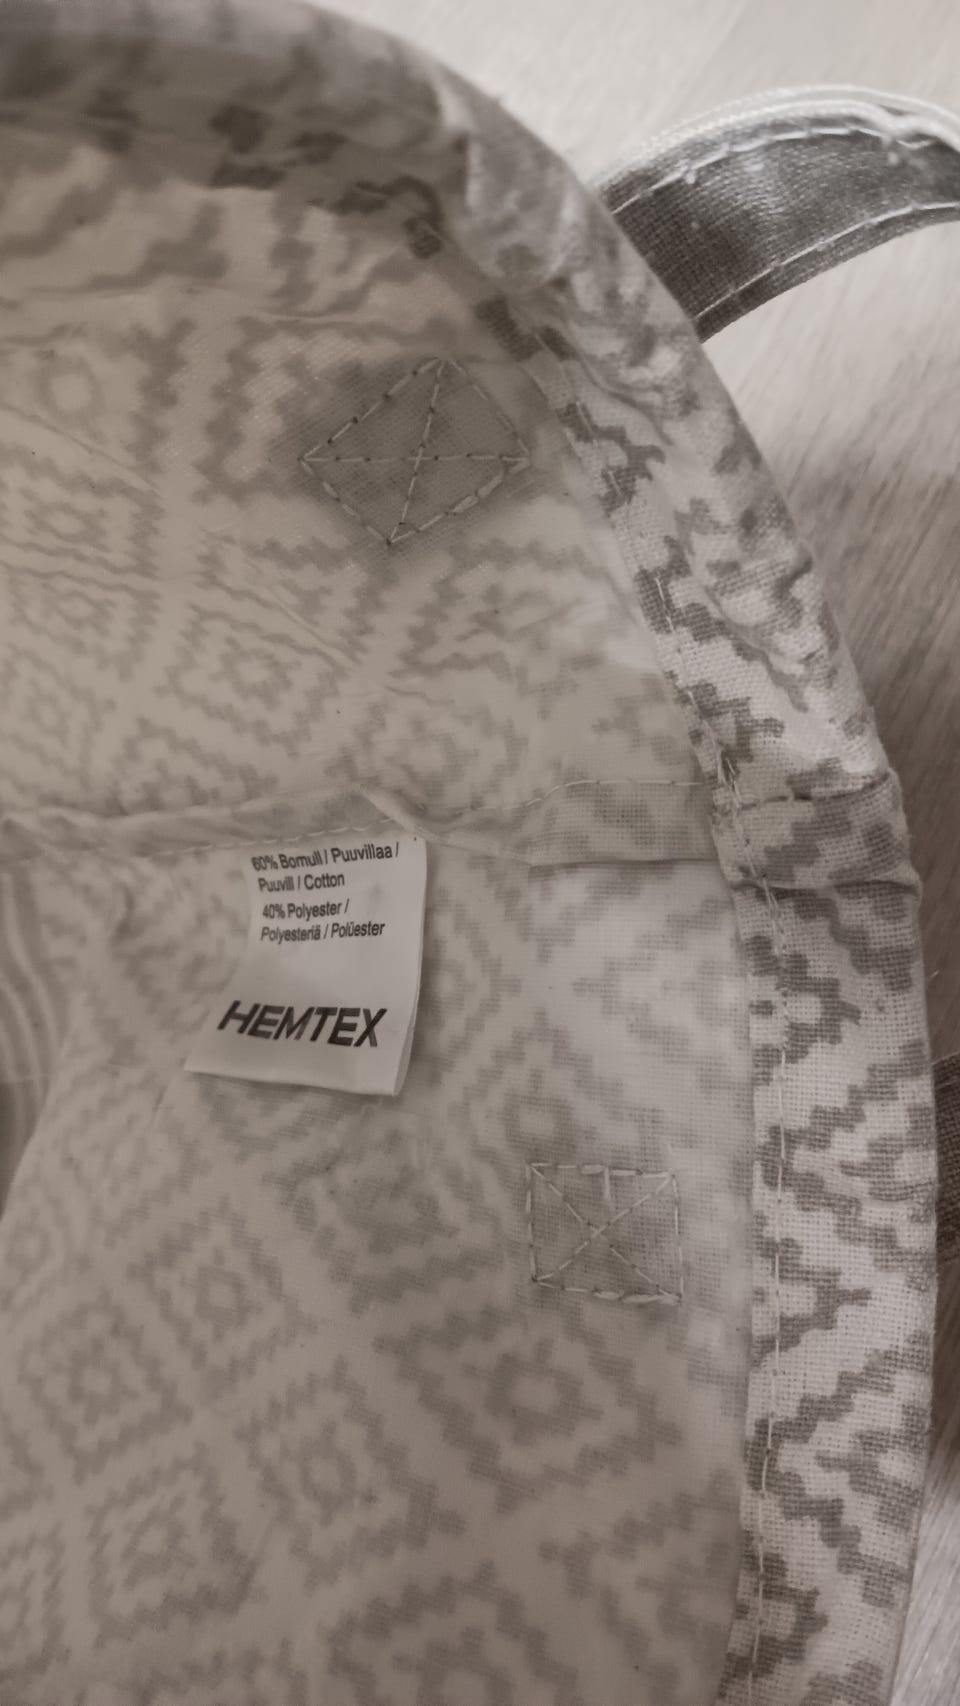 60% Bomull / Puuvillaa /
Puuvill / Cotton
40% Polyester /
Polyesteriä / Polüester
HEMTEX